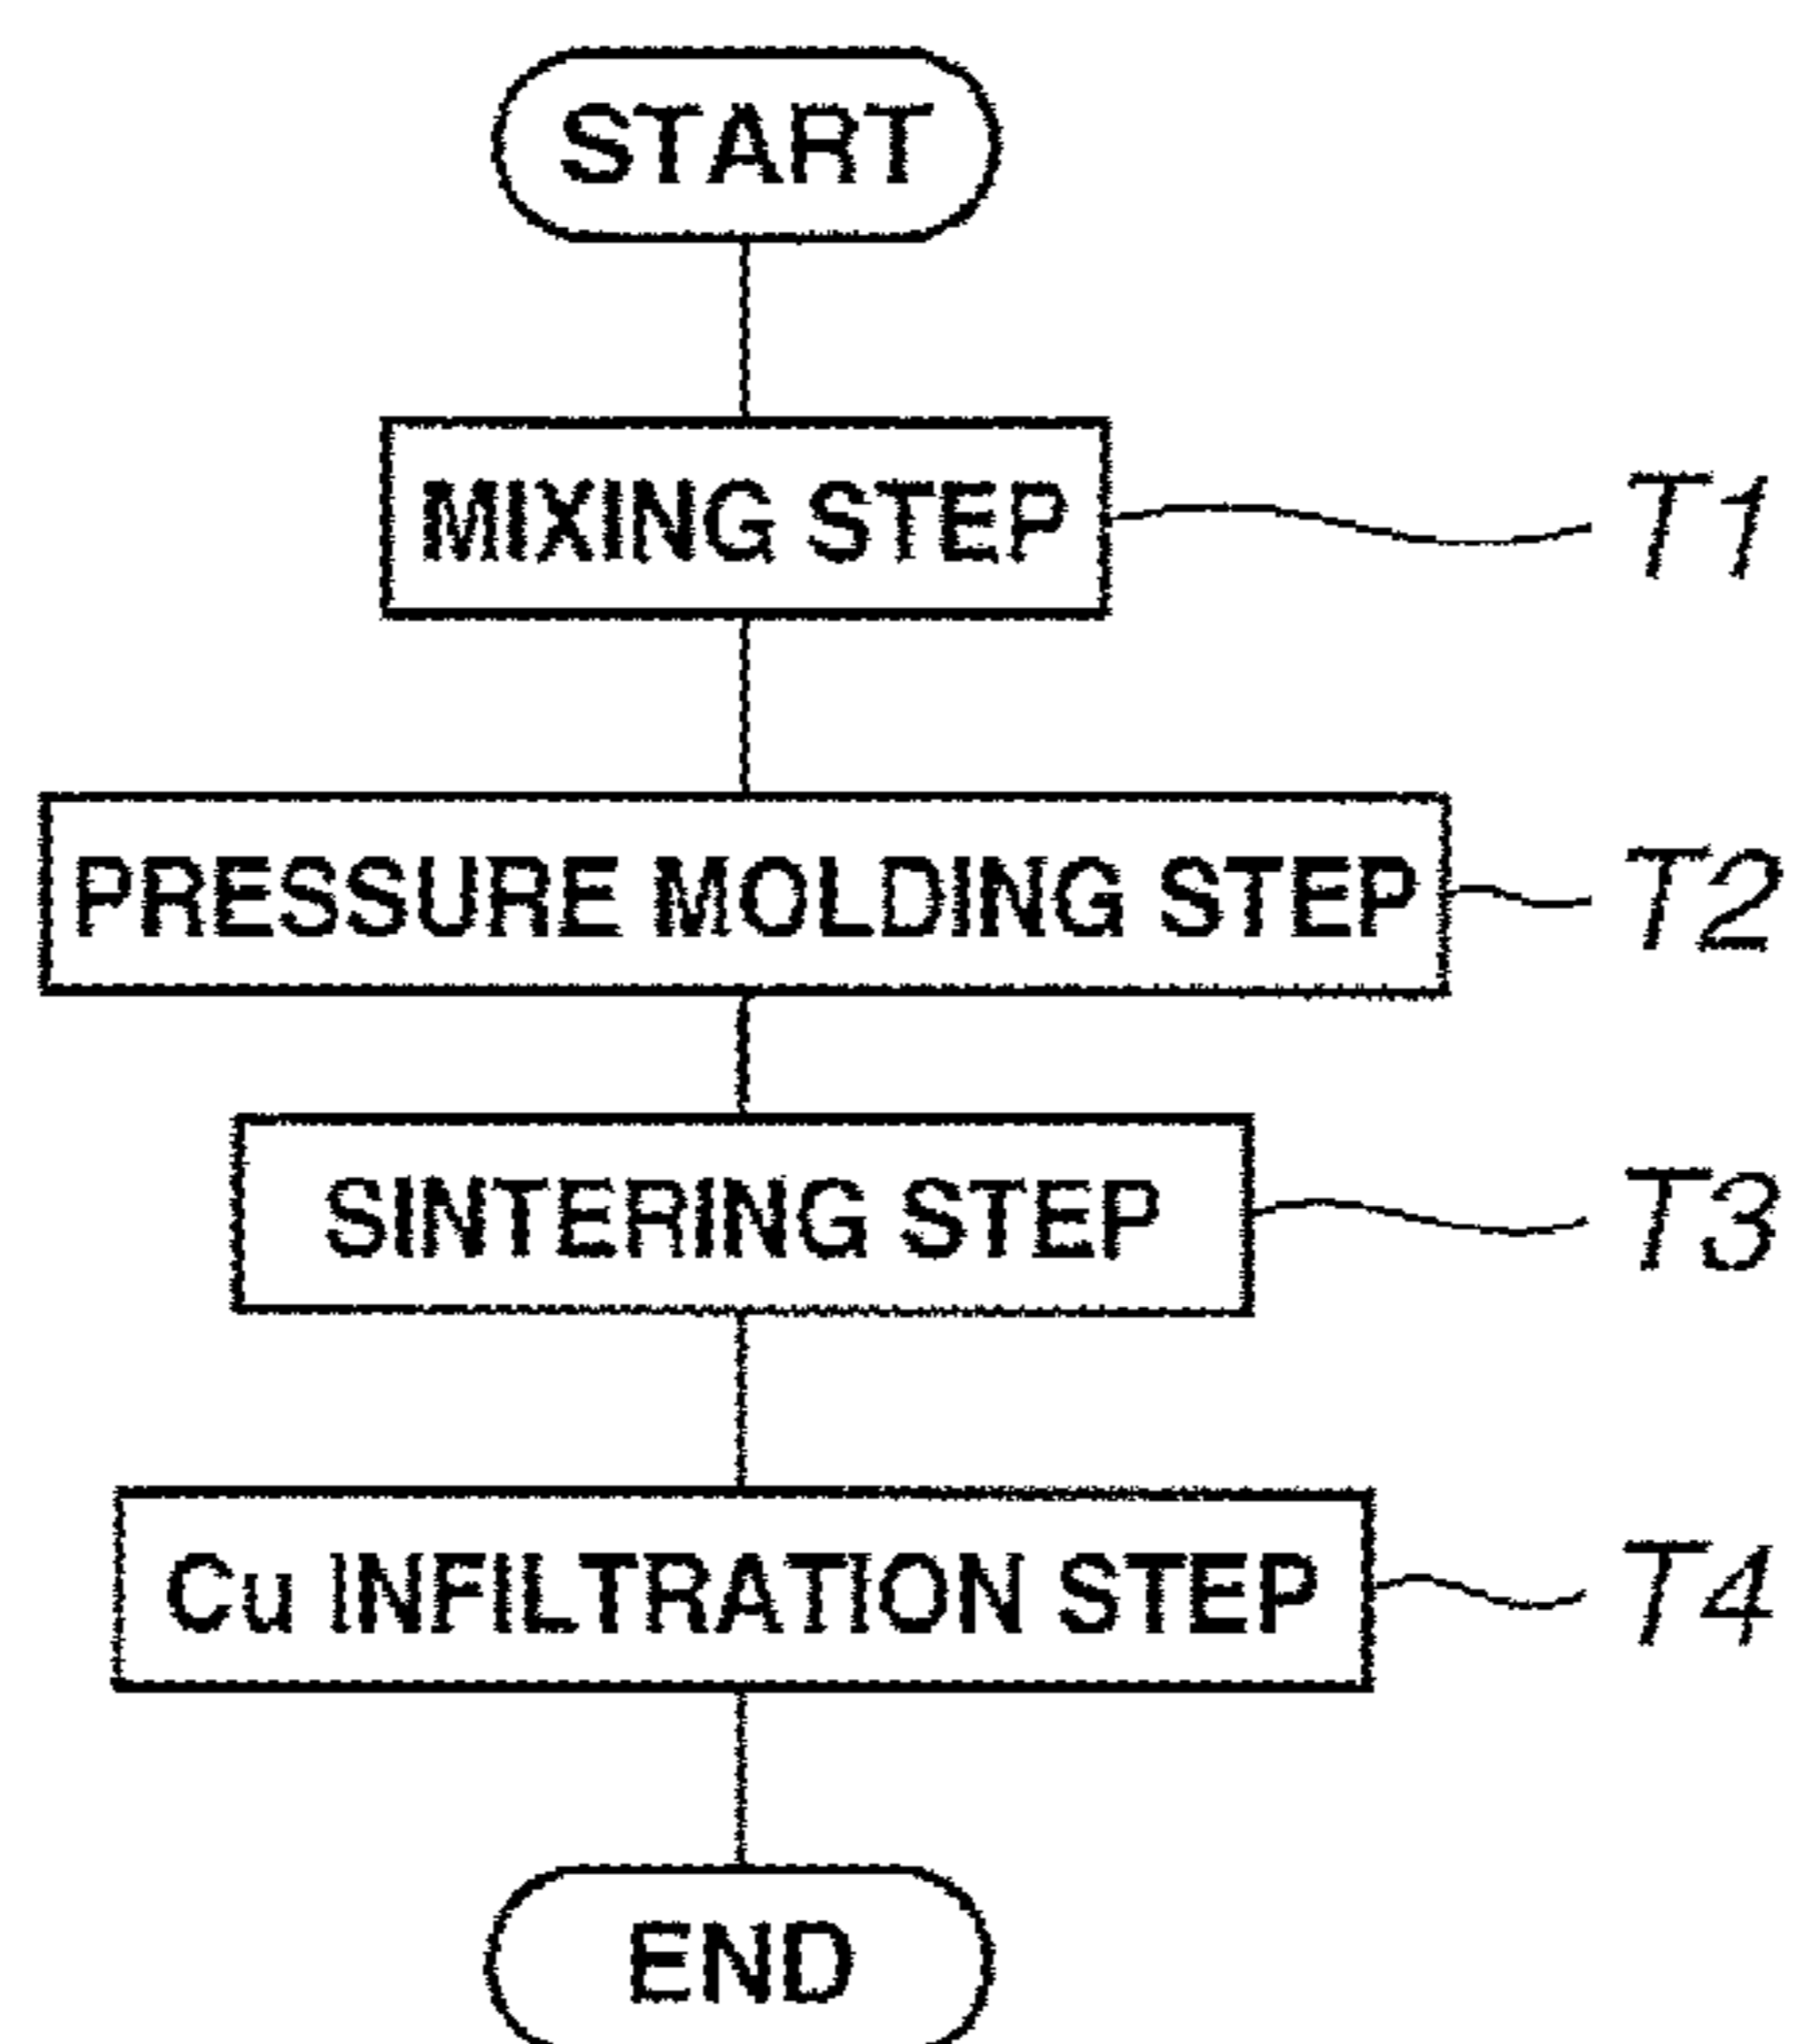 START
MIXING STEP T1
PRESSURE MOLDING STEP T2
SINTERING STEP T3
Cu INFILTRATION STEP T4
END